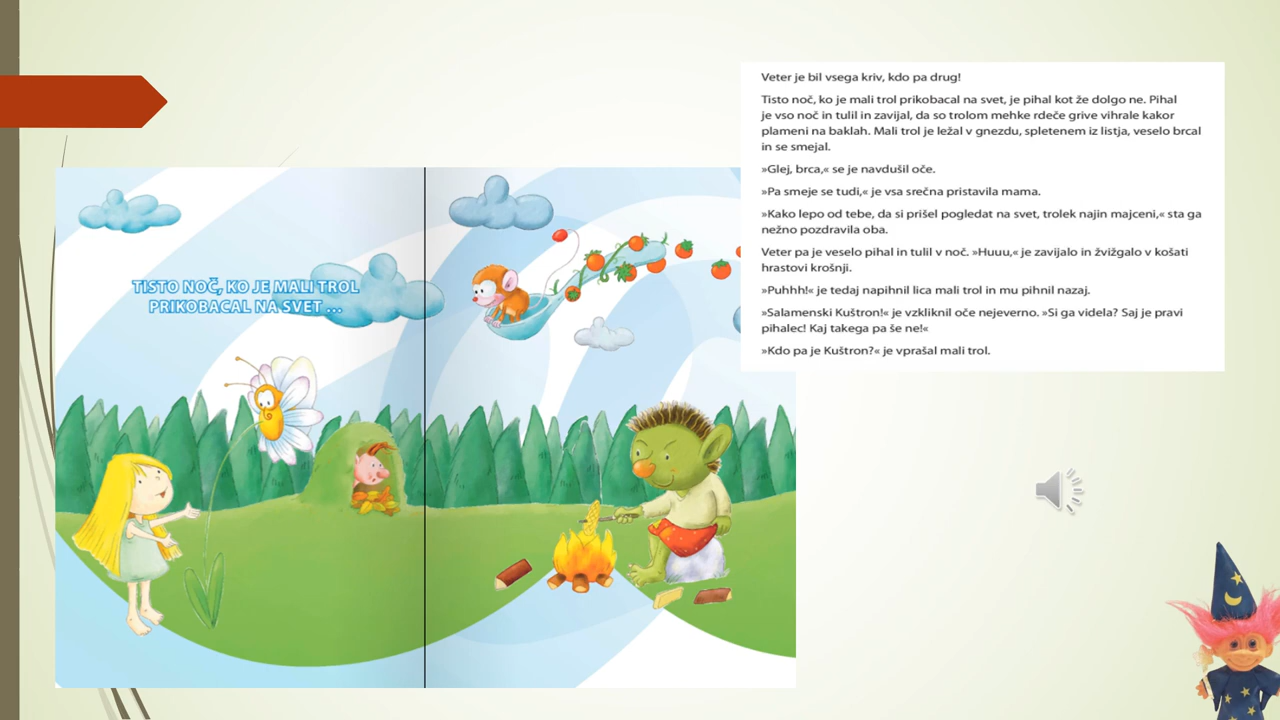 Veter je bil vsega kriv, kdo pa drug!
Tisto noč, ko je mali trol prikobacal na svet, je pihal kot že dolgo ne. Pihal
je vso noč in tulil in zavijal, da so trolom mehke rdeče grive vihrale kakor
plameni na baklah. Mali trol je ležal v gnezdu, spletenem iz listja, veselo brcal
in se smejal.
»Glej, brca,« se je navdušil oče.
»Pa smeje se tudi,« je vsa srečna pristavila mama.
»Kako lepo od tebe, da si prišel pogledat na svet, trolek najin majceni,« sta ga
nežno pozdravila oba.
Veter pa je veselo pihal in tulil v noč. »Huuu,« je zavijalo in žvižgalo v košati
hrastovi krošnji.
»Puhhh!« je tedaj napihnil lica mali trol in mu pihnil nazaj.
»Salamenski Kuštron!« je vzkliknil oče nejeverno. »Si ga videla? Saj je pravi
pihalec! Kaj takega pa še ne!«
»Kdo pa je Kuštron?« je vprašal mali trol.
TISTO NOČ, KO JE MALI TROL
PRIKOBACAL NA SVET ...